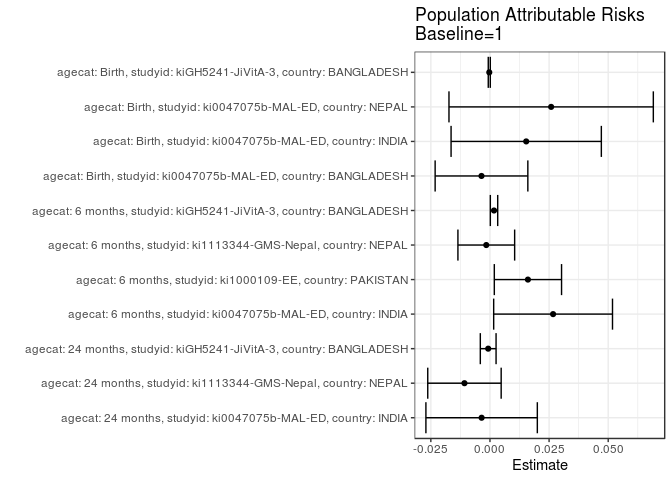 Population Attributable Risks
Baseline=1
agecat: Birth, studyid: kiGH5241-JiVitA-3, country: BANGLADESH
agecat: Birth, studyid: ki0047075b-MAL-ED, country: NEPAL
agecat: Birth, studyid: ki0047075b-MAL-ED, country: INDIA
agecat: Birth, studyid: ki0047075b-MAL-ED, country: BANGLADESH
agecat: 6 months, studyid: kiGH5241-JiVitA-3, country: BANGLADESH
agecat: 6 months, studyid: ki1113344-GMS-Nepal, country: NEPAL
agecat: 6 months, studyid: ki1000109-EE, country: PAKISTAN
agecat: 6 months, studyid: ki0047075b-MAL-ED, country: INDIA
agecat: 24 months, studyid: kiGH5241-JiVitA-3, country: BANGLADESH
agecat: 24 months, studyid: ki1113344-GMS-Nepal, country: NEPAL
agecat: 24 months, studyid: ki0047075b-MAL-ED, country: INDIA
-0.025 0.000 0.025 0.050
Estimate